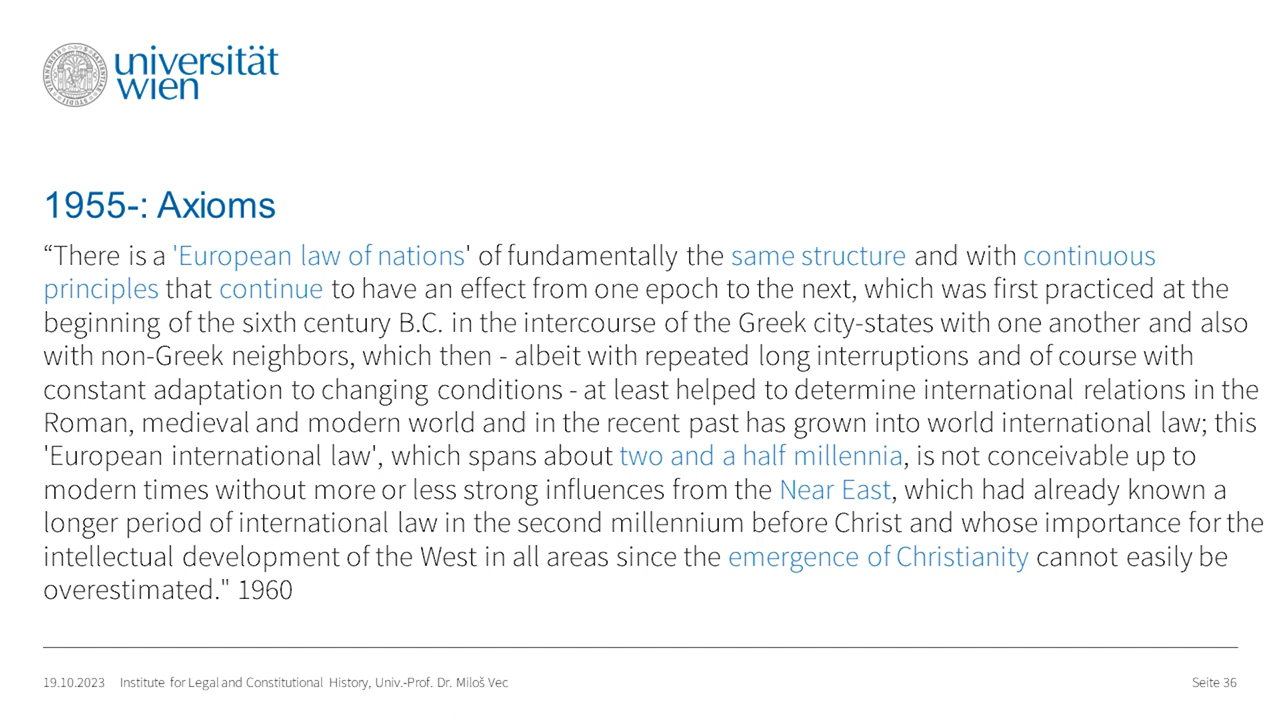 universität
wien
1955-: Axioms
“There is a 'European law of nations' of fundamentally the same structure and with continuous
principles that continue to have an effect from one epoch to the next, which was first practiced at the
beginning of the sixth century B.C. in the intercourse of the Greek city-states with one another and also
with non-Greek neighbors, which then - albeit with repeated long interruptions and of course with
constant adaptation to changing conditions - at least helped to determine international relations in the
Roman, medieval and modern world and in the recent past has grown into world international law; this
'European international law', which spans about two and a half millennia, is not conceivable up to
modern times without more or less strong influences from the Near East, which had already known a
longer period of international law in the second millennium before Christ and whose importance for the
intellectual development of the West in all areas since the emergence of Christianity cannot easily be
overestimated." 1960
19.10.2023 Institute for Legal and Constitutional History, Univ.-Prof. Dr. Miloš Vec Seite 36